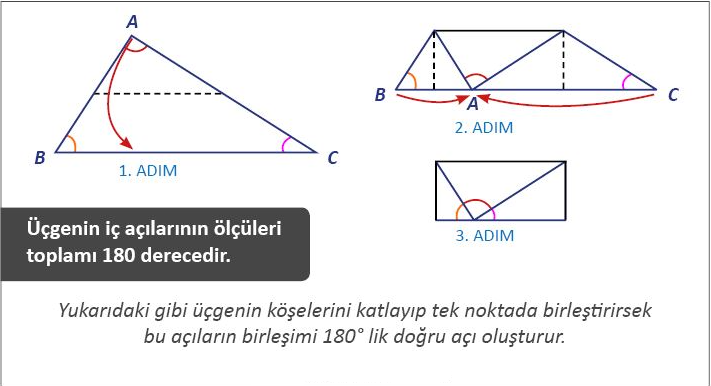 A
B
C
1. ADIM
B
A
C
2. ADIM
3. ADIM
Üçgenin iç açılarının ölçüleri
toplamı 180 derecedir.
Yukarıdaki gibi üçgenin köşelerini katlayıp tek noktada birleştirirsek
bu açıların birleşimi 180° lik doğru açı oluşturur.